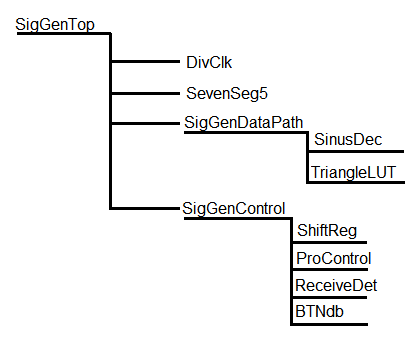 SigGenTop
DivClk
SevenSeg5
SigGenDataPath
SinusDec
TriangleLUT
SigGenControl
ShiftReg
ProControl
ReceiveDet
BTNdb